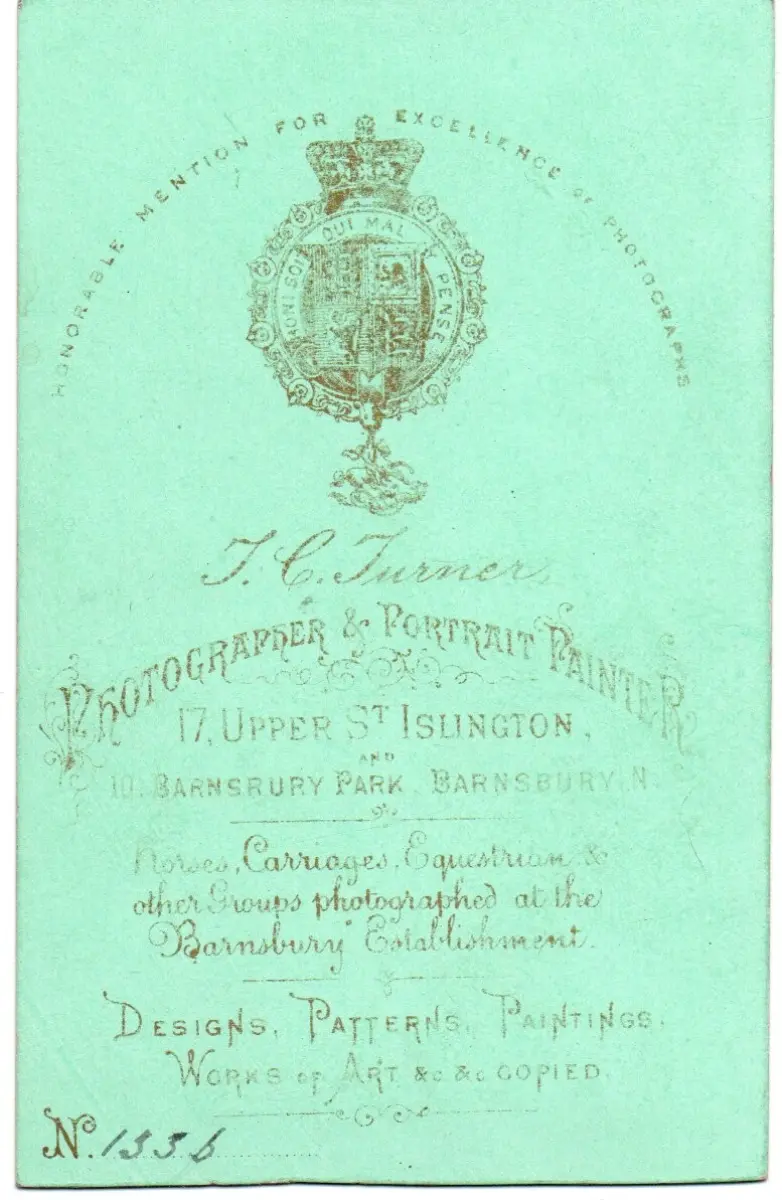 HONORABLE MENTION FOR EXCELLENCE OF PHOTOGRAPHS
HONI SOIT QUI MAL Y PENSE
T. C. Turner,
PHOTOGRAPHER & PORTRAIT PAINTER
17, UPPER ST ISLINGTON,
AND
10, BARNSBURY PARK, BARNSBURY, N.
Horses, Carriages, Equestrian &
other Groups photographed at the
Barnsbury Establishment.
DESIGNS, PATTERNS, PAINTINGS,
WORKS of ART &c &c COPIED.
No. 1356